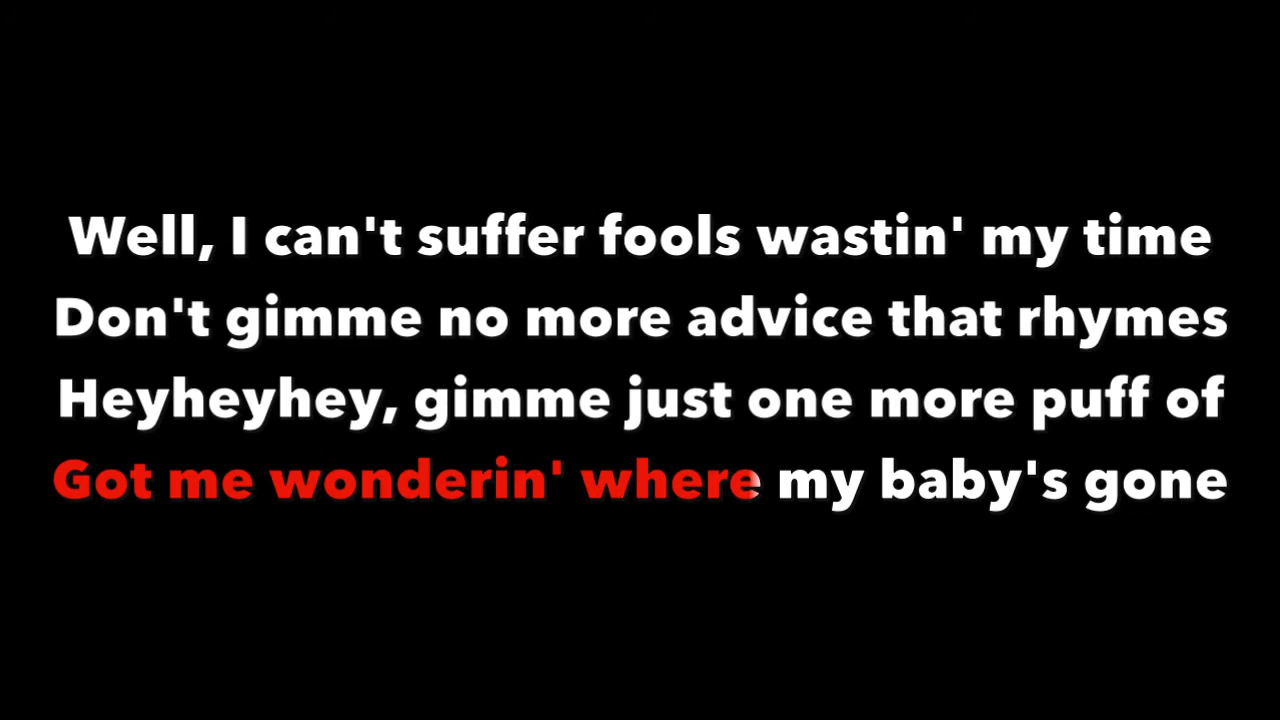 Well, I can't suffer fools wastin' my time
Don't gimme no more advice that rhymes
Heyheyhey, gimme just one more puff of
Got me wonderin' where my baby's gone